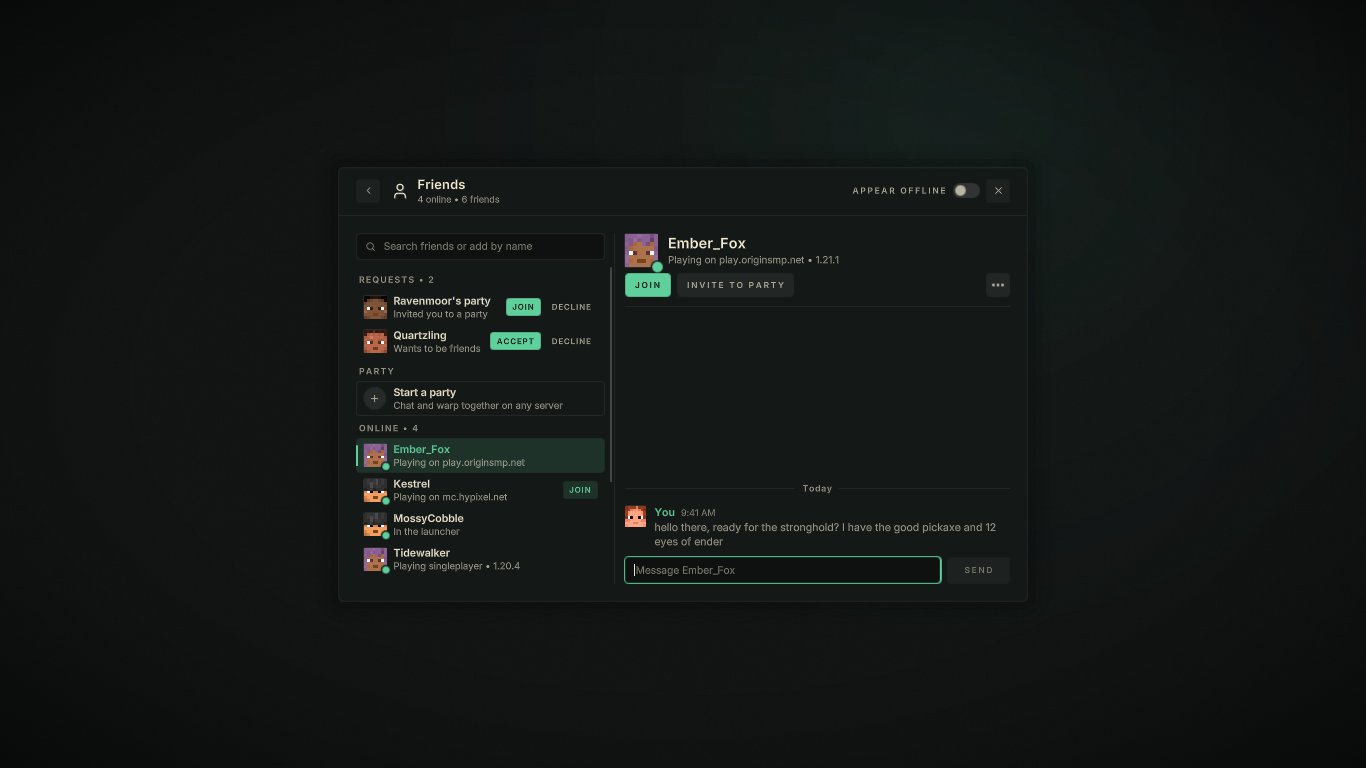 Friends
4 online • 6 friends
APPEAR OFFLINE
Search friends or add by name
REQUESTS • 2
Ravenmoor's party
Invited you to a party
JOIN
DECLINE
Quartzling
Wants to be friends
ACCEPT
DECLINE
PARTY
Start a party
Chat and warp together on any server
ONLINE • 4
Ember_Fox
Playing on play.originsmp.net
Kestrel
Playing on mc.hypixel.net
JOIN
MossyCobble
In the launcher
Tidewalker
Playing singleplayer • 1.20.4
Ember_Fox
Playing on play.originsmp.net • 1.21.1
JOIN
INVITE TO PARTY
Today
You 9:41 AM
hello there, ready for the stronghold? I have the good pickaxe and 12
eyes of ender
Message Ember_Fox
SEND